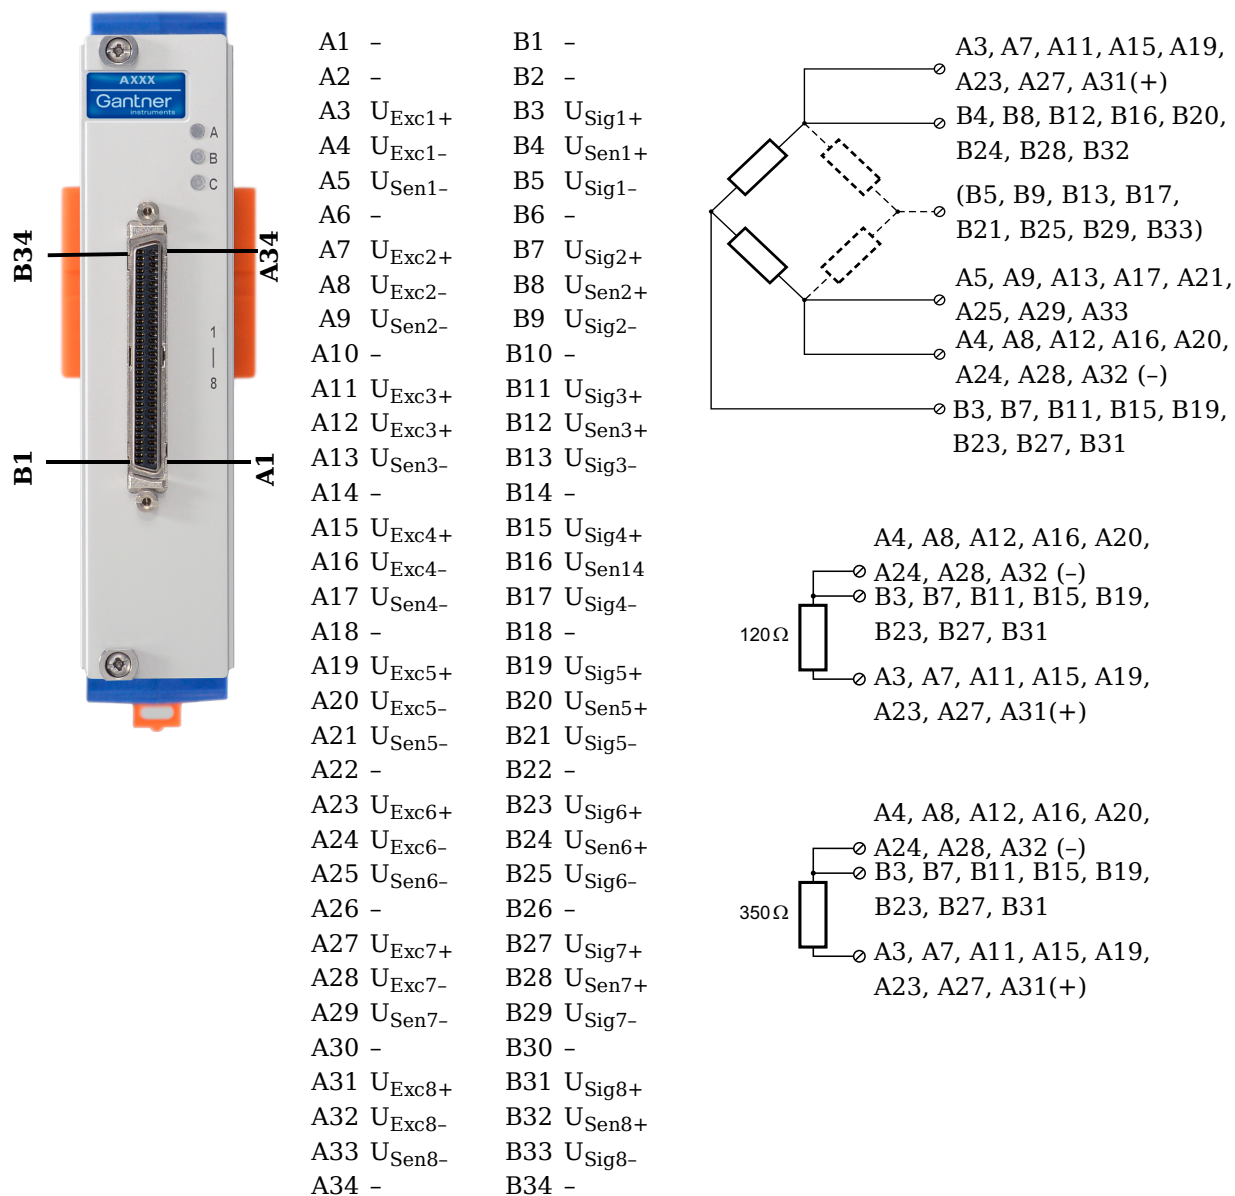 AXXX
Gantner
instruments
A
B
C
1
8
B34
A34
B1
A1
A1 – B1 –
A2 – B2 –
A3 UExc1+ B3 USig1+
A4 UExc1– B4 USen1+
A5 USen1– B5 USig1–
A6 – B6 –
A7 UExc2+ B7 USig2+
A8 UExc2– B8 USen2+
A9 USen2– B9 USig2–
A10 – B10 –
A11 UExc3+ B11 USig3+
A12 UExc3+ B12 USen3+
A13 USen3– B13 USig3–
A14 – B14 –
A15 UExc4+ B15 USig4+
A16 UExc4– B16 USen14
A17 USen4– B17 USig4–
A18 – B18 –
A19 UExc5+ B19 USig5+
A20 UExc5– B20 USen5+
A21 USen5– B21 USig5–
A22 – B22 –
A23 UExc6+ B23 USig6+
A24 UExc6– B24 USen6+
A25 USen6– B25 USig6–
A26 – B26 –
A27 UExc7+ B27 USig7+
A28 UExc7– B28 USen7+
A29 USen7– B29 USig7–
A30 – B30 –
A31 UExc8+ B31 USig8+
A32 UExc8– B32 USen8+
A33 USen8– B33 USig8–
A34 – B34 –
A3, A7, A11, A15, A19,
A23, A27, A31(+)
B4, B8, B12, B16, B20,
B24, B28, B32
(B5, B9, B13, B17,
B21, B25, B29, B33)
A5, A9, A13, A17, A21,
A25, A29, A33
A4, A8, A12, A16, A20,
A24, A28, A32 (–)
B3, B7, B11, B15, B19,
B23, B27, B31
A4, A8, A12, A16, A20,
A24, A28, A32 (–)
B3, B7, B11, B15, B19,
B23, B27, B31
120 Ω
A3, A7, A11, A15, A19,
A23, A27, A31(+)
A4, A8, A12, A16, A20,
A24, A28, A32 (–)
B3, B7, B11, B15, B19,
B23, B27, B31
350 Ω
A3, A7, A11, A15, A19,
A23, A27, A31(+)